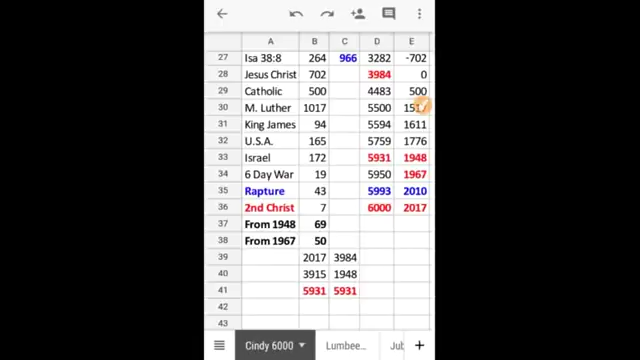 A B C D E
27 Isa 38:8 264 966 3282 -702
28 Jesus Christ 702 3984 0
29 Catholic 500 4483 500
30 M. Luther 1017 5500
31 King James 94 5594 1611
32 U.S.A. 165 5759 1776
33 Israel 172 5931 1948
34 6 Day War 19 5950 1967
35 Rapture 43 5993 2010
36 2nd Christ 7 6000 2017
37 From 1948 69
38 From 1967 50
39 2017 3984
40 3915 1948
41 5931 5931
42
43
Cindy 6000 Lumbee... Jub